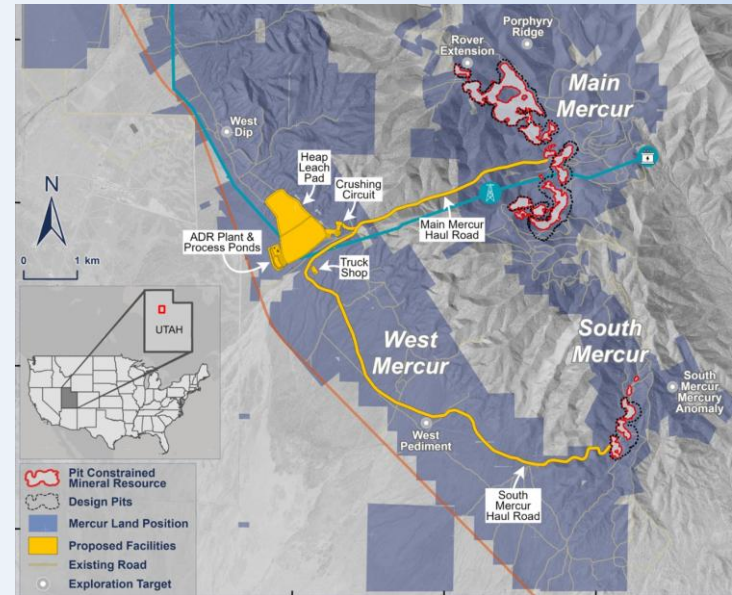 Porphyry
Ridge
Rover
Extension
Main
Mercur
West
Dip
Heap
Leach
Pad
Crushing
Circuit
N
0 1 km
ADR Plant &
Process Ponds
Main Mercur
Haul Road
Truck
Shop
West
Mercur
South
Mercur
UTAH
South
Mercur
Mercury
Anomaly
West
Pediment
South
Mercur
Haul Road
Pit Constrained
Mineral Resource
Design Pits
Mercur Land Position
Proposed Facilities
Existing Road
Exploration Target